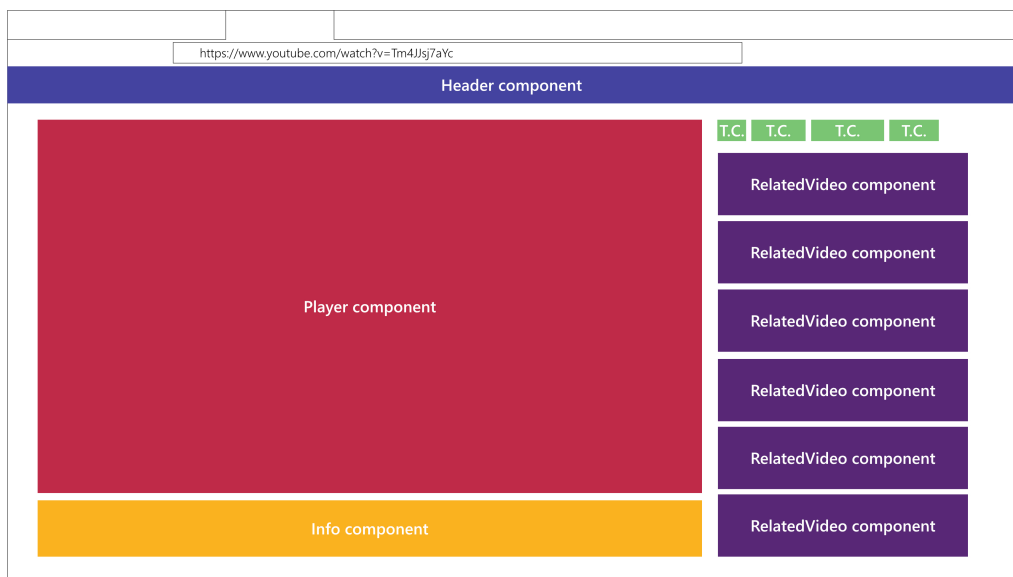 https://www.youtube.com/watch?v=Tm4JJsj7aYc
Header component
T.C. T.C. T.C. T.C.
Player component
Info component
RelatedVideo component
RelatedVideo component
RelatedVideo component
RelatedVideo component
RelatedVideo component
RelatedVideo component